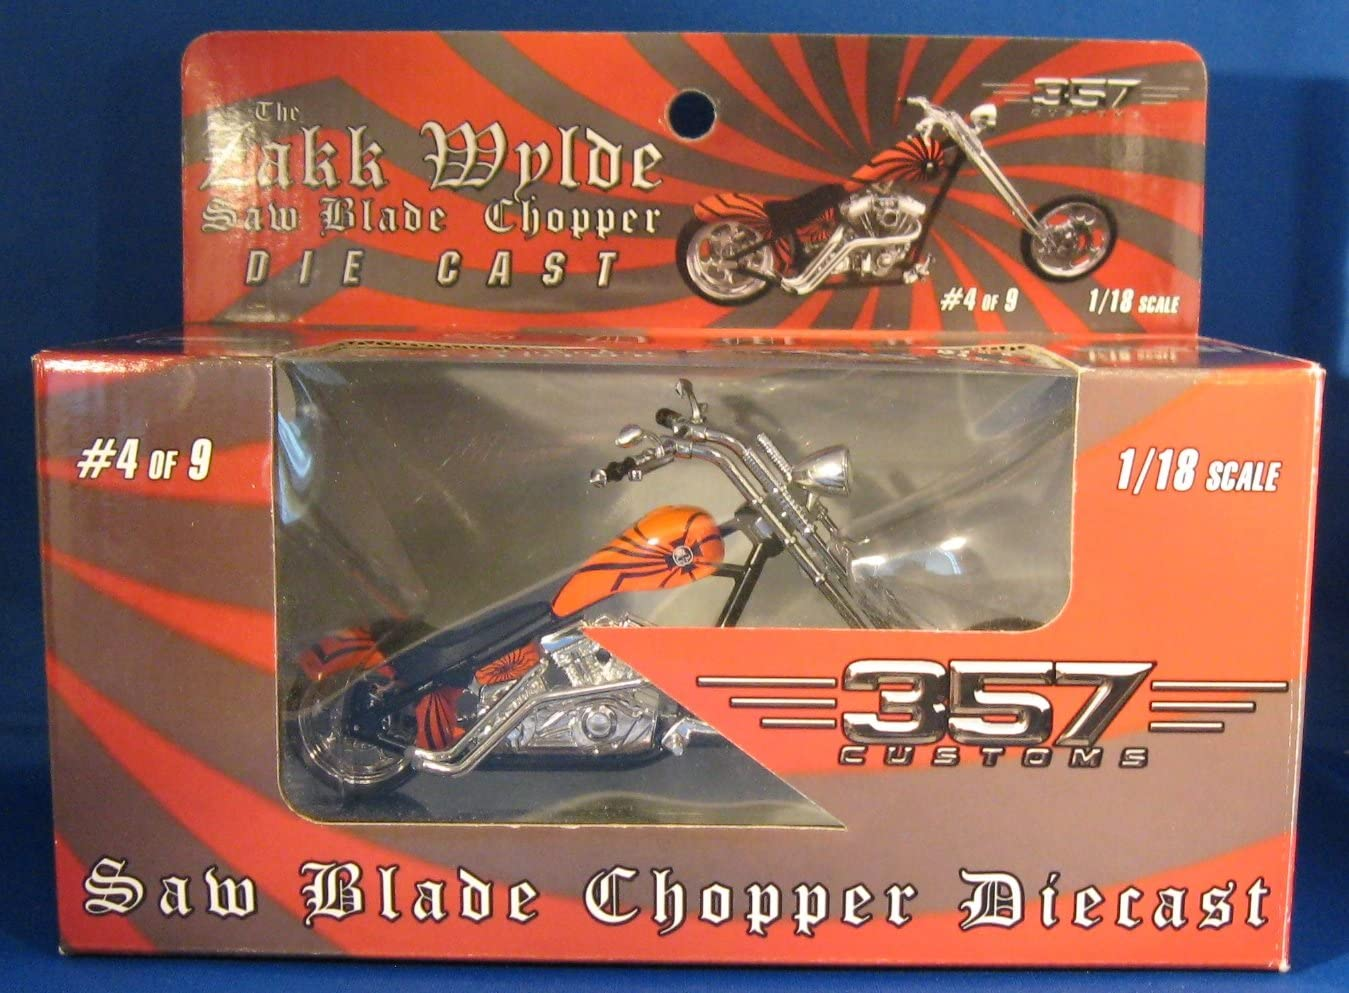 The
Zakk Wylde
Saw Blade Chopper
DIE CAST
357
CUSTOMS
#4 OF 9
1/18 SCALE
#4 OF 9
1/18 SCALE
357
CUSTOMS
Saw Blade Chopper Diecast